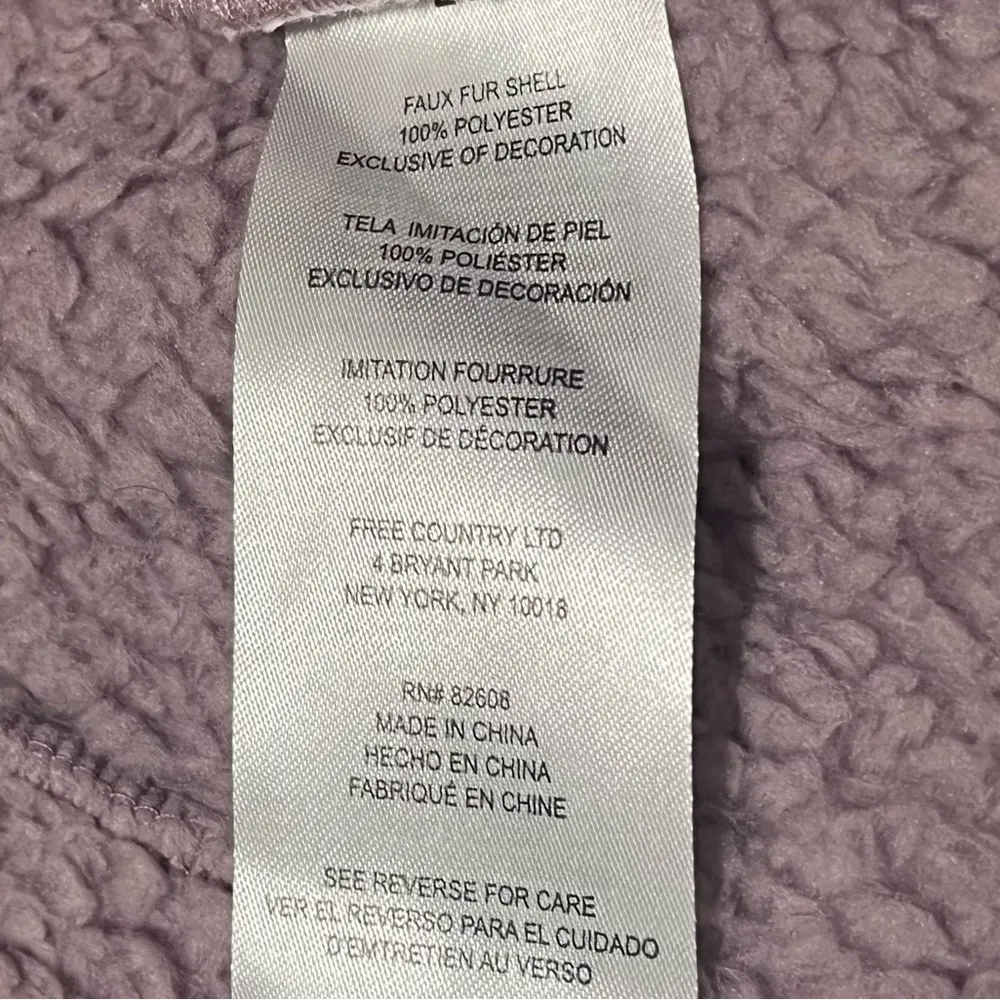 FAUX FUR SHELL
100% POLYESTER
EXCLUSIVE OF DECORATION
TELA IMITACIÓN DE PIEL
100% POLIÉSTER
EXCLUSIVO DE DECORACIÓN
IMITATION FOURRURE
100% POLYESTER
EXCLUSIF DE DÉCORATION
FREE COUNTRY LTD
4 BRYANT PARK
NEW YORK, NY 10018
RN# 82608
MADE IN CHINA
HECHO EN CHINA
FABRIQUÉ EN CHINE
SEE REVERSE FOR CARE
VER EL REVERSO PARA EL CUIDADO
D'EMTRETIEN AU VERSO